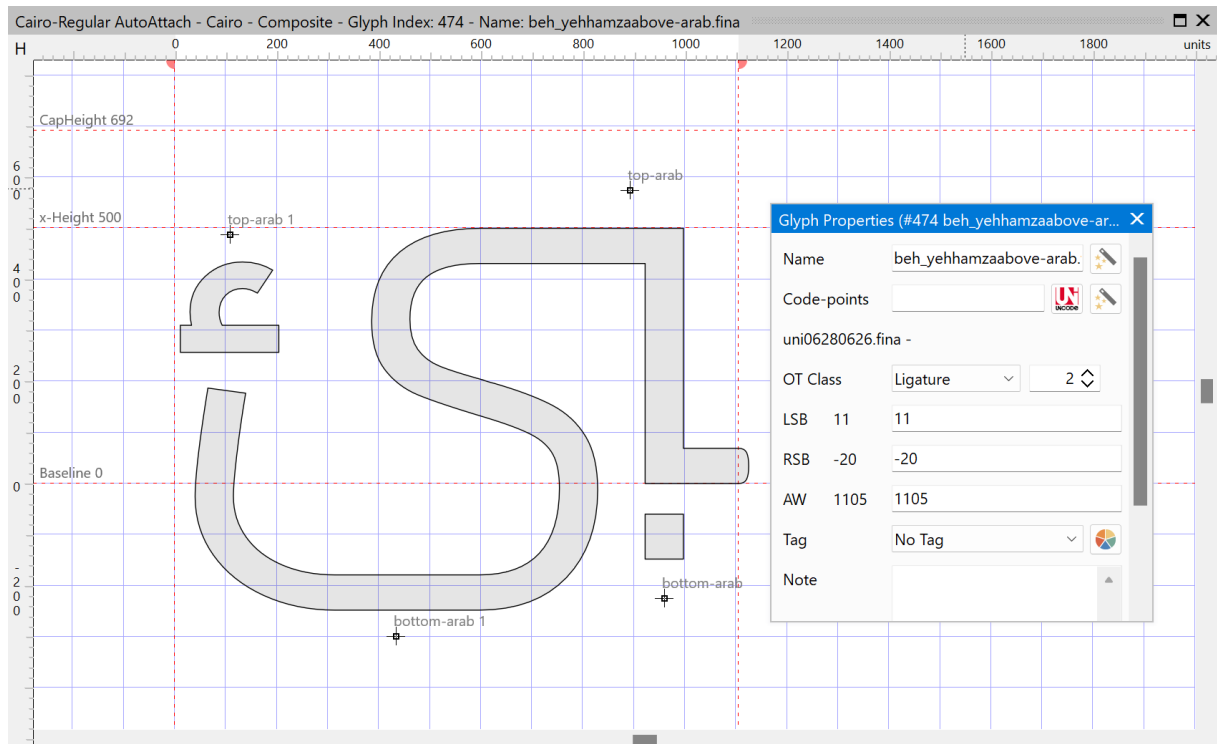 Cairo-Regular AutoAttach - Cairo - Composite - Glyph Index: 474 - Name: beh_yehhamzaabove-arab.fina
H
0 200 400 600 800 1000 1200 1400 1600 1800 units
CapHeight 692
600
top-arab
x-Height 500
top-arab 1
400
200
Baseline 0
0
-200
bottom-arab
bottom-arab 1
Glyph Properties (#474 beh_yehhamzaabove-ar...
Name beh_yehhamzaabove-arab.
Code-points
UNICODE
uni06280626.fina -
OT Class Ligature 2
LSB 11 11
RSB -20 -20
AW 1105 1105
Tag No Tag
Note